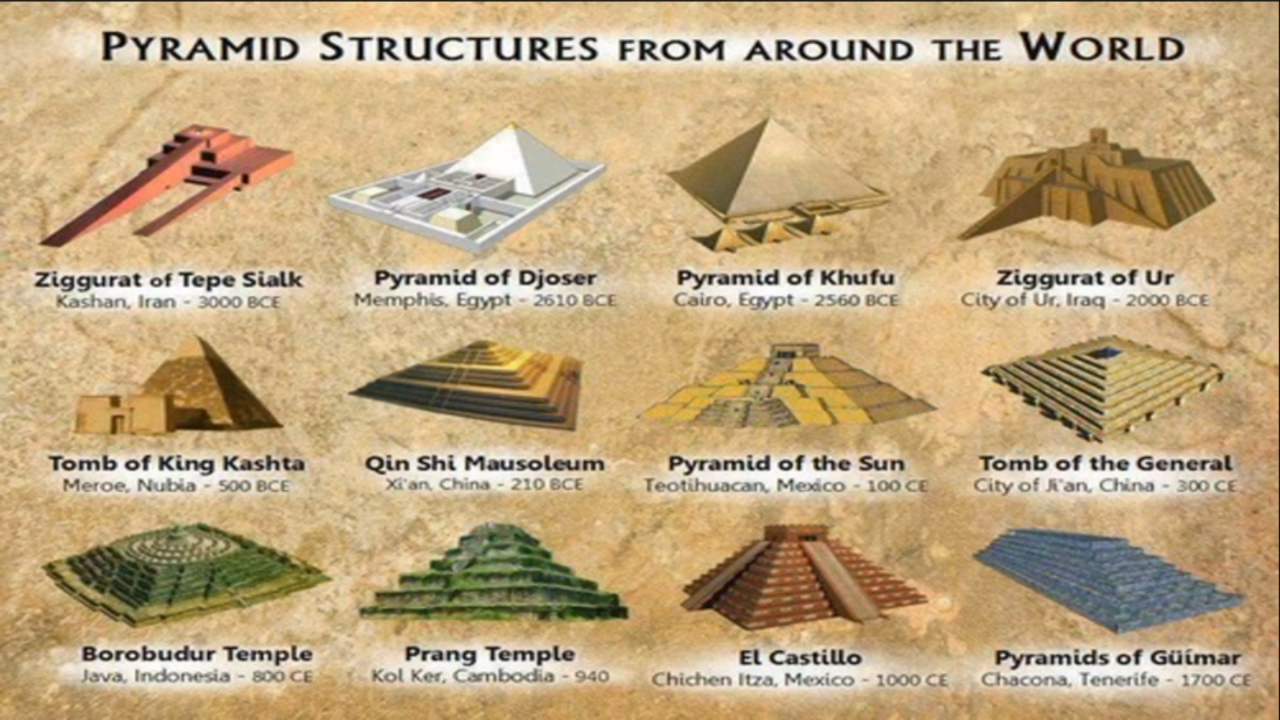 PYRAMID STRUCTURES FROM AROUND THE WORLD
Ziggurat of Tepe Sialk
Kashan, Iran - 3000 BCE
Pyramid of Djoser
Memphis, Egypt - 2610 BCE
Pyramid of Khufu
Cairo, Egypt - 2560 BCE
Ziggurat of Ur
City of Ur, Iraq - 2000 BCE
Tomb of King Kashta
Meroe, Nubia - 500 BCE
Qin Shi Mausoleum
Xi'an, China - 210 BCE
Pyramid of the Sun
Teotihuacan, Mexico - 100 CE
Tomb of the General
City of Ji'an, China - 300 CE
Borobudur Temple
Java, Indonesia - 800 CE
Prang Temple
Kol Ker, Cambodia - 940
El Castillo
Chichen Itza, Mexico - 1000 CE
Pyramids of Güímar
Chacona, Tenerife - 1700 CE